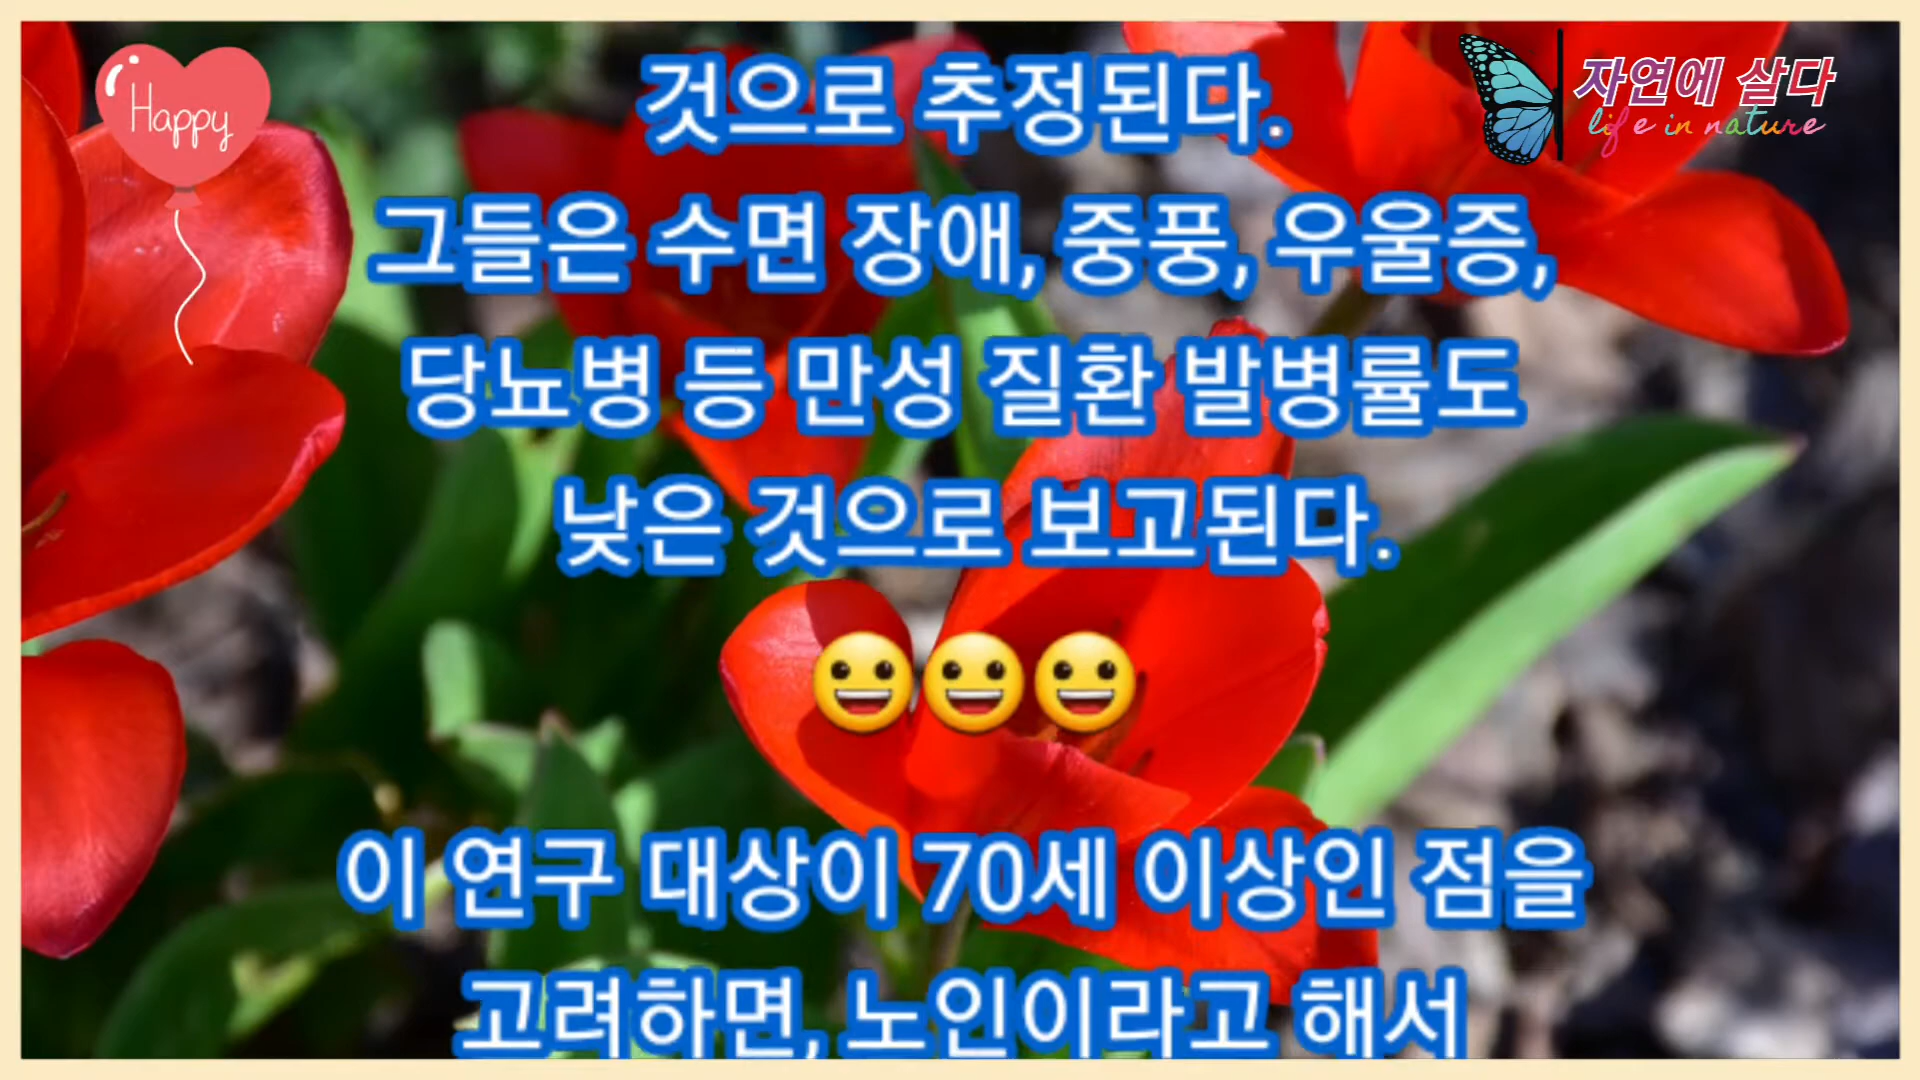 Happy
자연에 살다
life in nature
것으로 추정된다.
그들은 수면 장애, 중풍, 우울증,
당뇨병 등 만성 질환 발병률도
낮은 것으로 보고된다.
😀😀😀
이 연구 대상이 70세 이상인 점을
고려하면, 노인이라고 해서